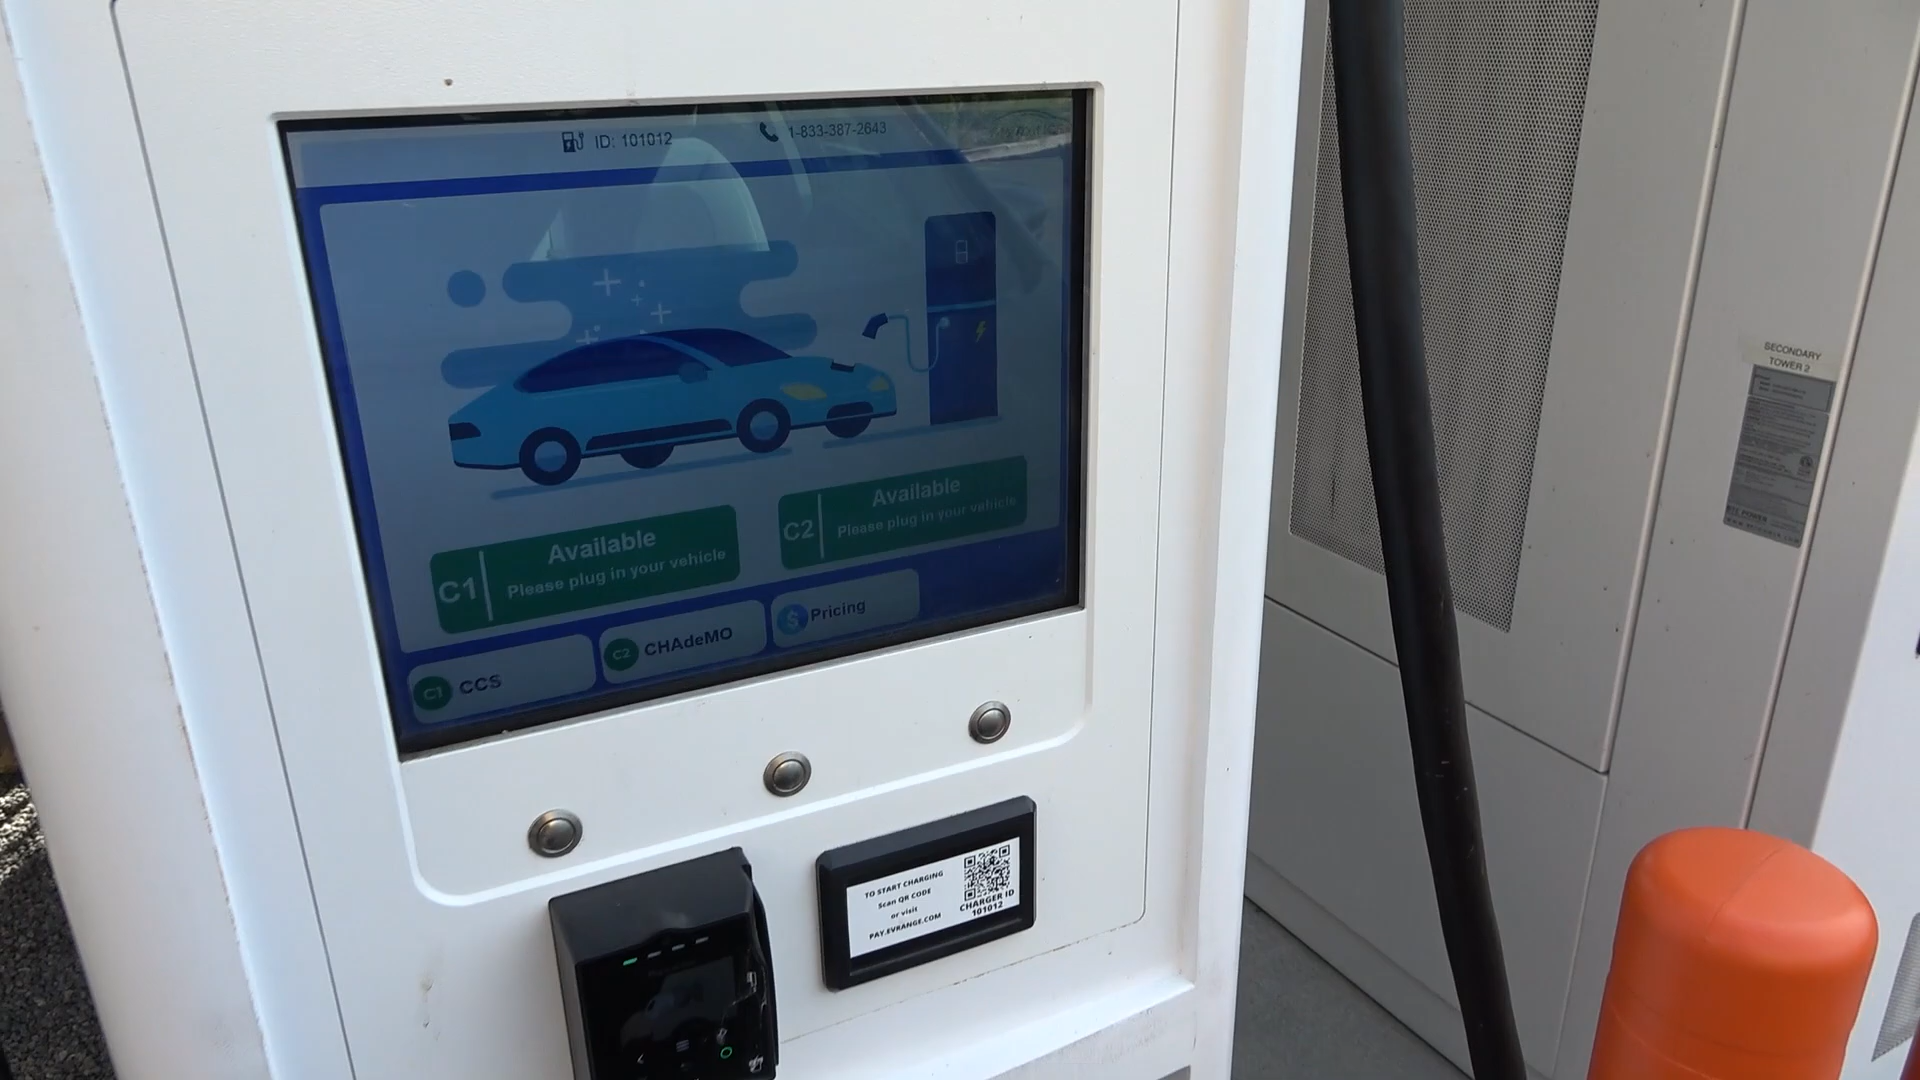 ID: 101012
1-833-387-2643
C1
Available
Please plug in your vehicle
C2
Available
Please plug in your vehicle
C1 CCS
C2 CHAdeMO
$ Pricing
TO START CHARGING
Scan QR CODE
or visit
PAY.EVRANGE.COM
CHARGER ID
101012
SECONDARY
TOWER 2